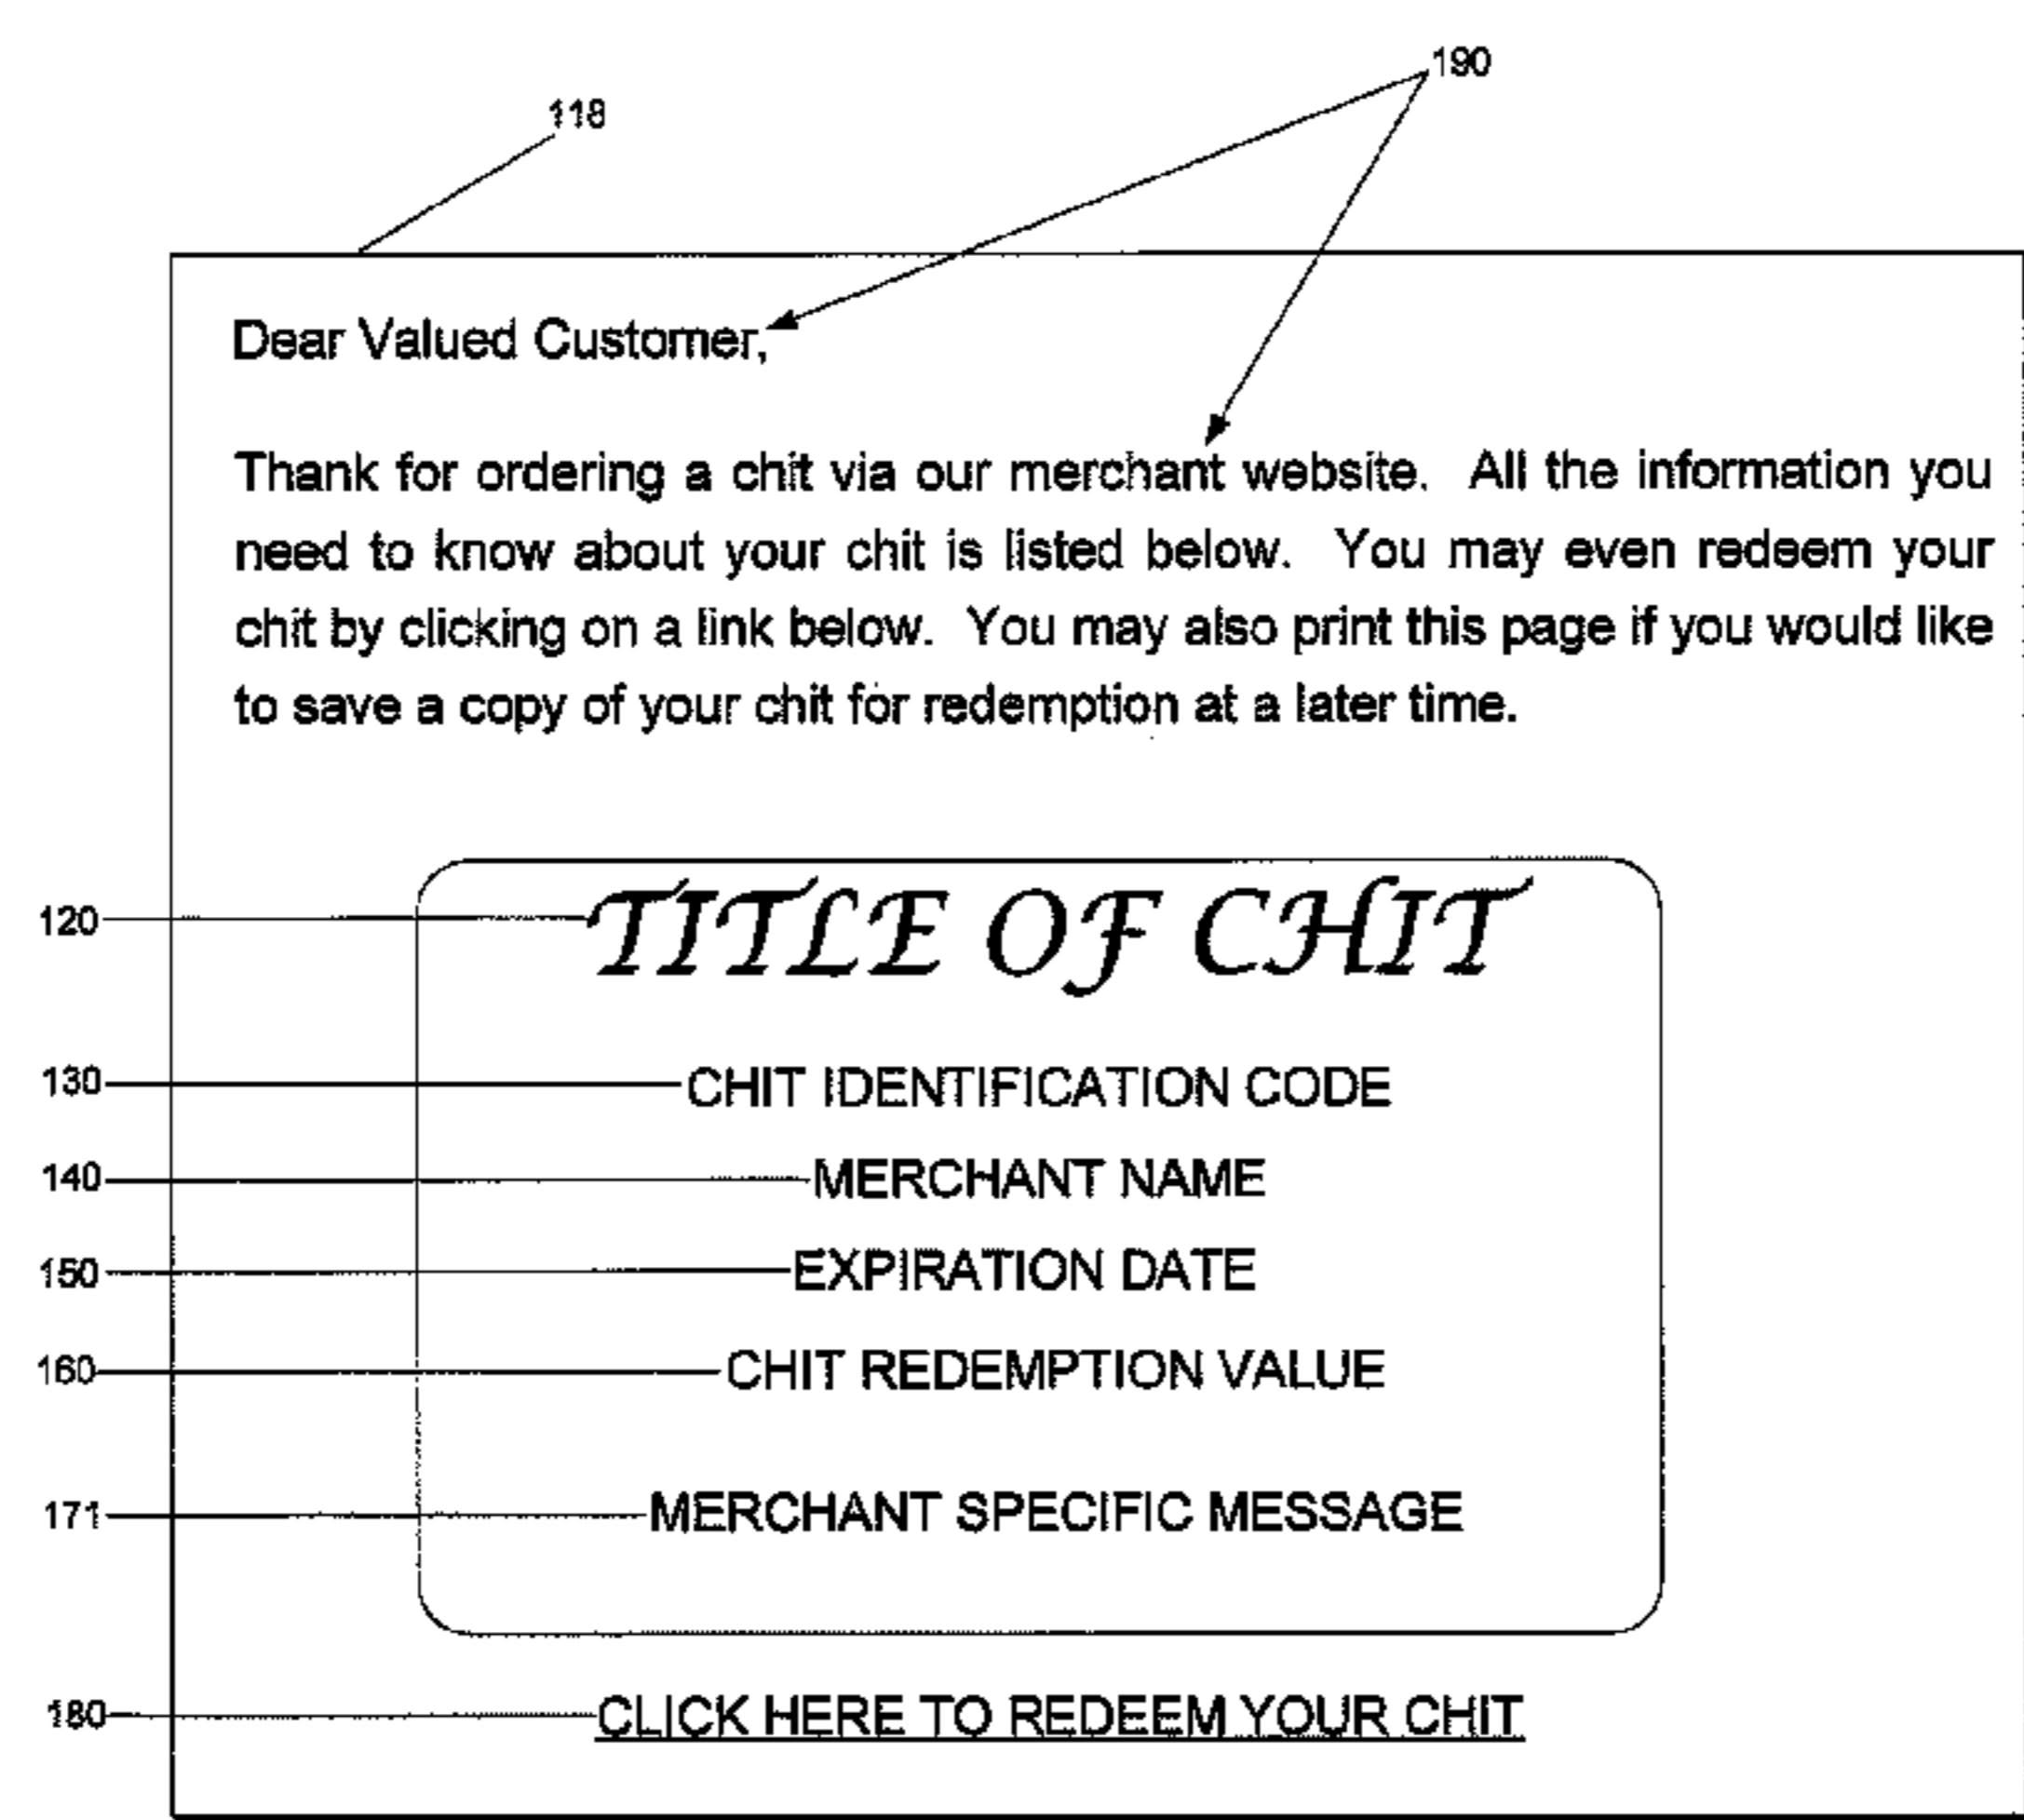 190
118
Dear Valued Customer,
Thank for ordering a chit via our merchant website. All the information you
need to know about your chit is listed below. You may even redeem your
chit by clicking on a link below. You may also print this page if you would like
to save a copy of your chit for redemption at a later time.
120 TITLE OF CHIT
130 CHIT IDENTIFICATION CODE
140 MERCHANT NAME
150 EXPIRATION DATE
160 CHIT REDEMPTION VALUE
171 MERCHANT SPECIFIC MESSAGE
180 CLICK HERE TO REDEEM YOUR CHIT